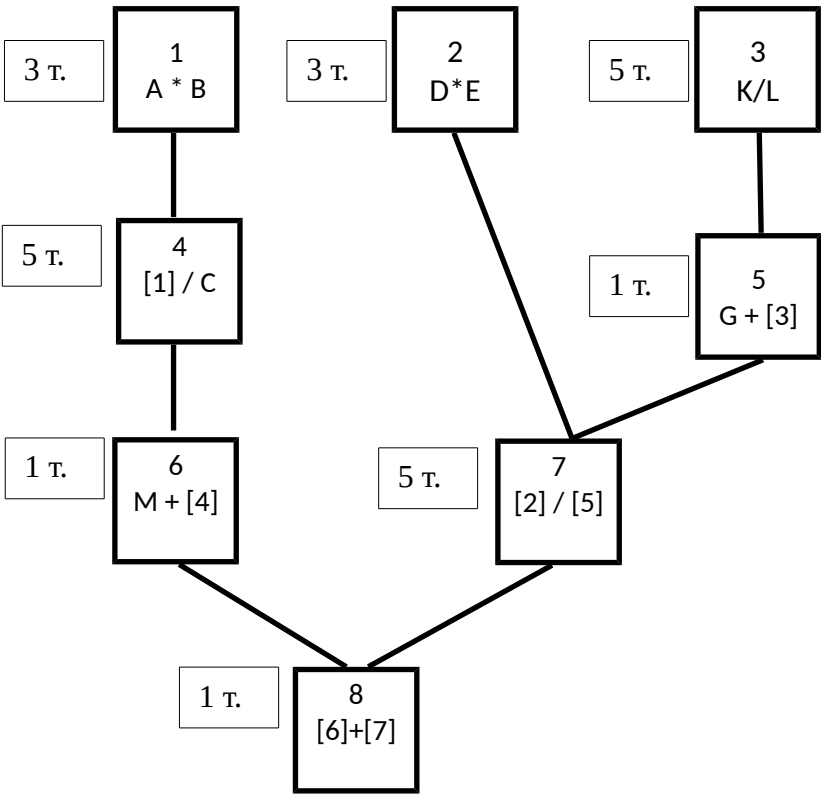 3 т.
1
A * B
3 т.
2
D*E
5 т.
3
K/L
5 т.
4
[1] / C
1 т.
5
G + [3]
1 т.
6
M + [4]
5 т.
7
[2] / [5]
1 т.
8
[6]+[7]